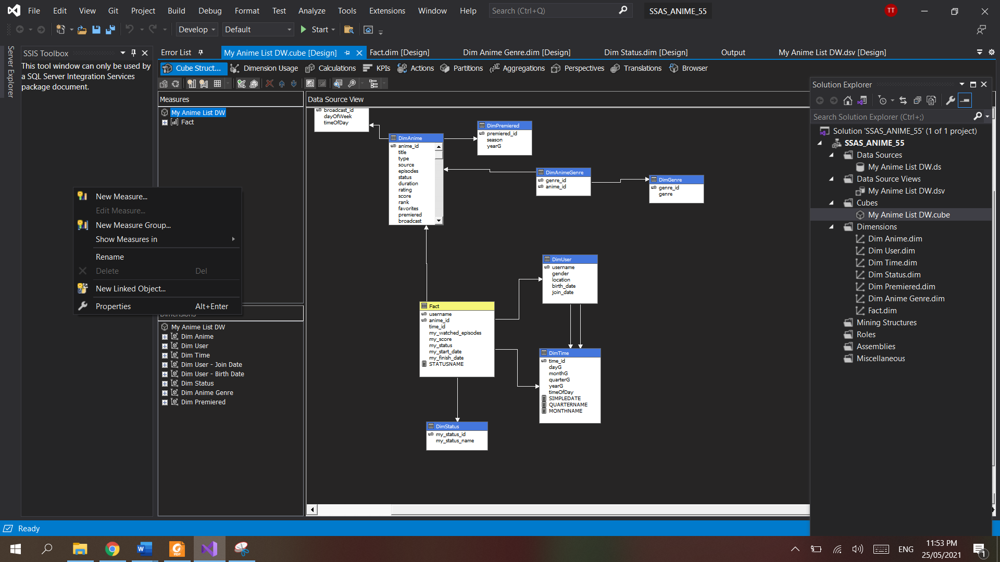 File Edit View Git Project Build Debug Format Test Analyze Tools Extensions Window Help Search (Ctrl+Q) SSAS_ANIME_55 TT
Develop Default Start
Server Explorer
SSIS Toolbox
This tool window can only be used by
a SQL Server Integration Services
package document.
Error List My Anime List DW.cube [Design] Fact.dim [Design] Dim Anime Genre.dim [Design] Dim Status.dim [Design] Output My Anime List DW.dsv [Design]
Cube Struct... Dimension Usage Calculations KPIs Actions Partitions Aggregations Perspectives Translations Browser
Measures
My Anime List DW
Fact
New Measure...
Edit Measure...
New Measure Group...
Show Measures in
Rename
Delete Del
New Linked Object...
Properties Alt+Enter
Dimensions
My Anime List DW
Dim Anime
Dim User
Dim Time
Dim User - Join Date
Dim User - Birth Date
Dim Status
Dim Anime Genre
Dim Premiered
Data Source View
broadcast_id
dayOfWeek
timeOfDay
DimAnime
anime_id
title
type
source
episodes
status
duration
rating
score
rank
favorites
premiered
broadcast
DimPremiered
premiered_id
season
yearG
DimAnimeGenre
genre_id
anime_id
DimGenre
genre_id
genre
DimUser
username
gender
location
birth_date
join_date
Fact
username
anime_id
time_id
my_watched_episodes
my_score
my_status
my_start_date
my_finish_date
STATUSNAME
DimTime
time_id
dayG
monthG
quarterG
yearG
timeOfDay
SIMPLEDATE
QUARTERNAME
MONTHNAME
DimStatus
my_status_id
my_status_name
Solution Explorer
Search Solution Explorer (Ctrl+;)
Solution 'SSAS_ANIME_55' (1 of 1 project)
SSAS_ANIME_55
Data Sources
My Anime List DW.ds
Data Source Views
My Anime List DW.dsv
Cubes
My Anime List DW.cube
Dimensions
Dim Anime.dim
Dim User.dim
Dim Time.dim
Dim Status.dim
Dim Premiered.dim
Dim Anime Genre.dim
Fact.dim
Mining Structures
Roles
Assemblies
Miscellaneous
Ready
W
PDF
ENG
11:53 PM
25/05/2021
1